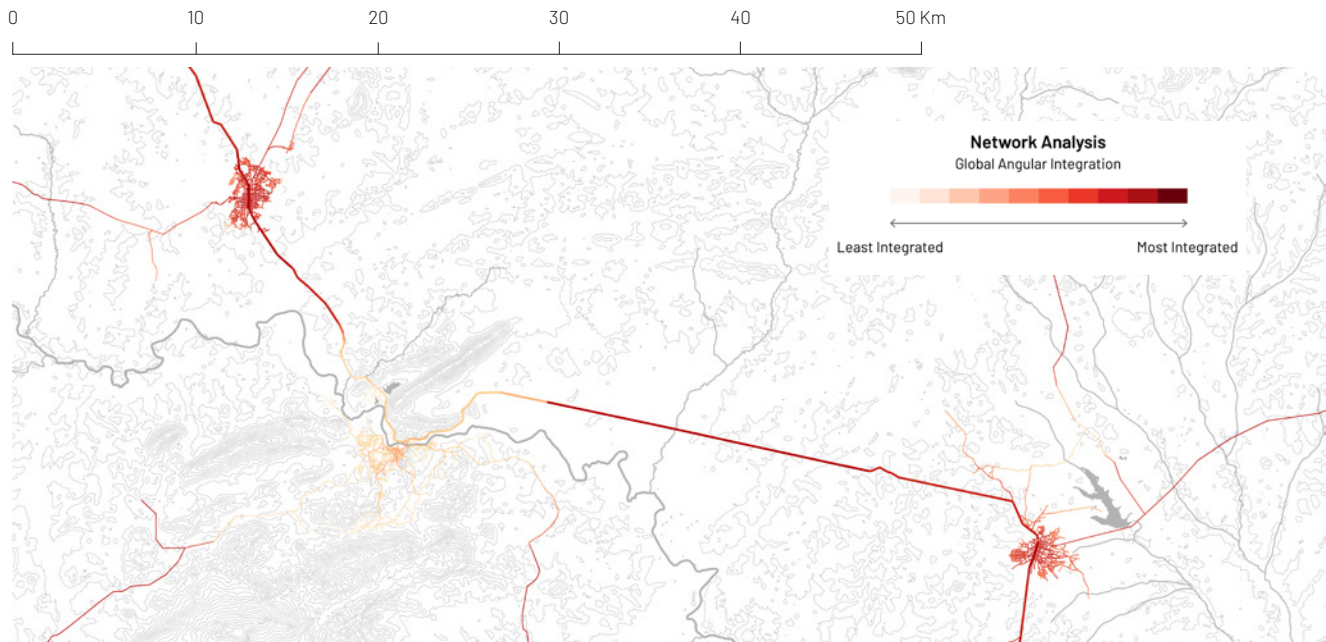 0 10 20 30 40 50 Km
Network Analysis
Global Angular Integration
Least Integrated Most Integrated